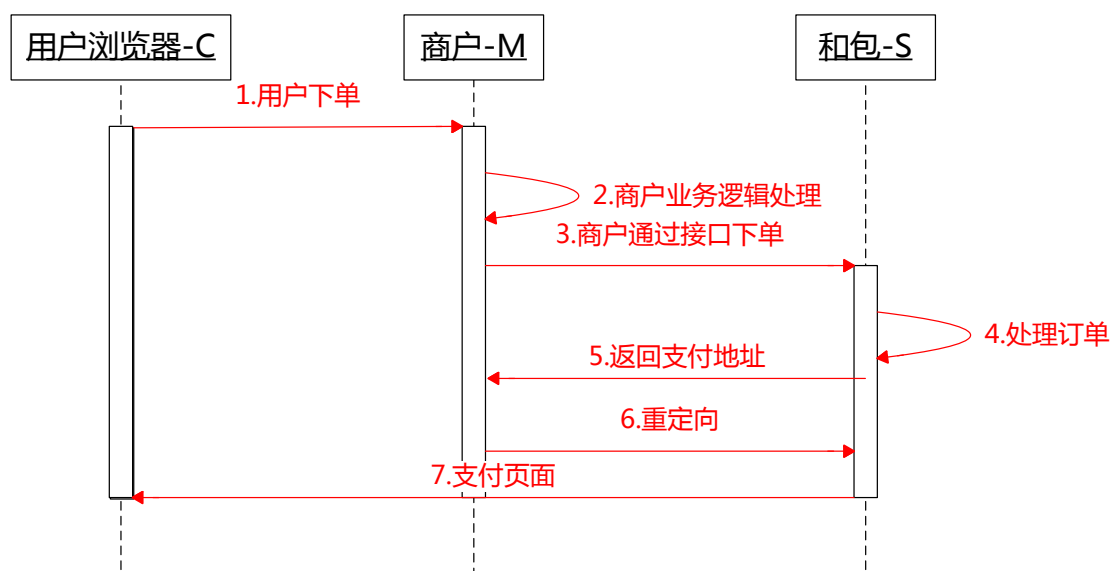 用户浏览器-C
商户-M
和包-S
1.用户下单
2.商户业务逻辑处理
3.商户通过接口下单
4.处理订单
5.返回支付地址
6.重定向
7.支付页面